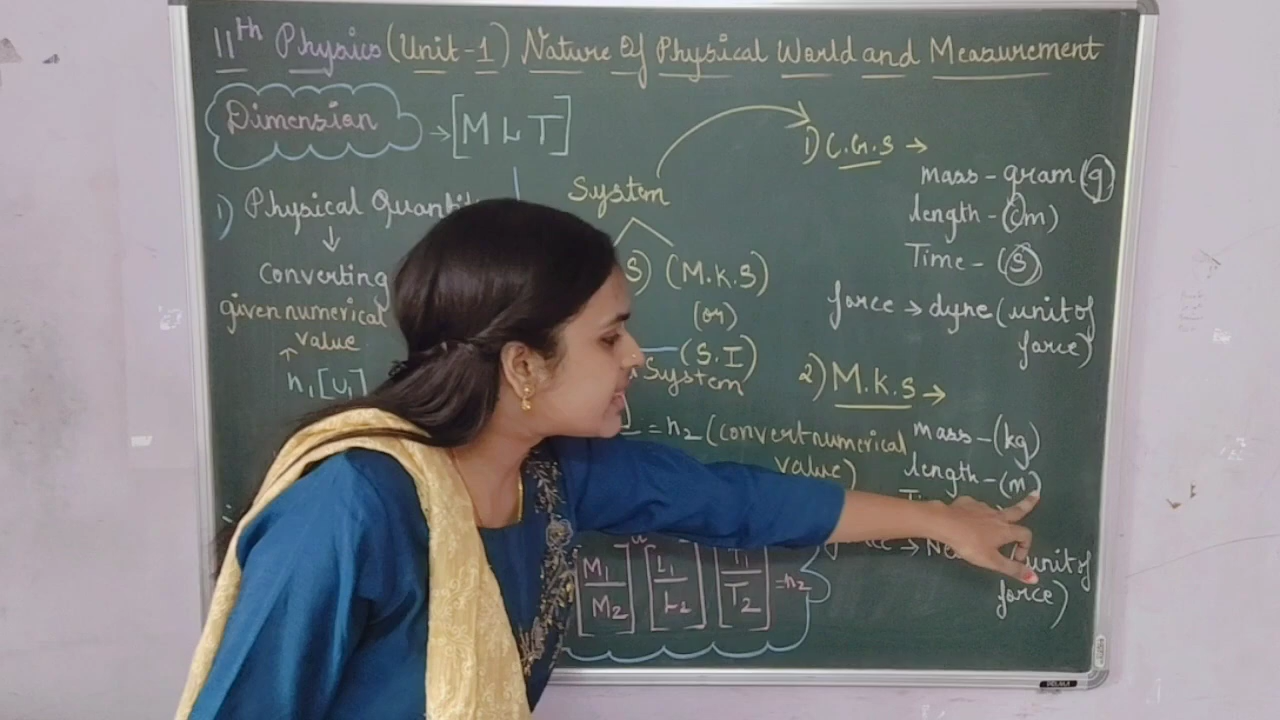 11th Physics (Unit-1) Nature Of Physical World and Measurement
Dimension → [M L T]
1) Physical
↓
Converting
given numerical
value
↑
n₁[u₁]
System
S) (M.K.S)
(or)
(S.I)
System
= n₂ (convert numerical
value)
[M₁/M₂] [L₁/L₂] [T₁/T₂] = n₂
1) C.G.S →
mass - gram (g)
length - (cm)
Time - (s)
force → dyne (unit of
force)
2) M.K.S →
mass - (kg)
length - (m)
→
unit of
force)